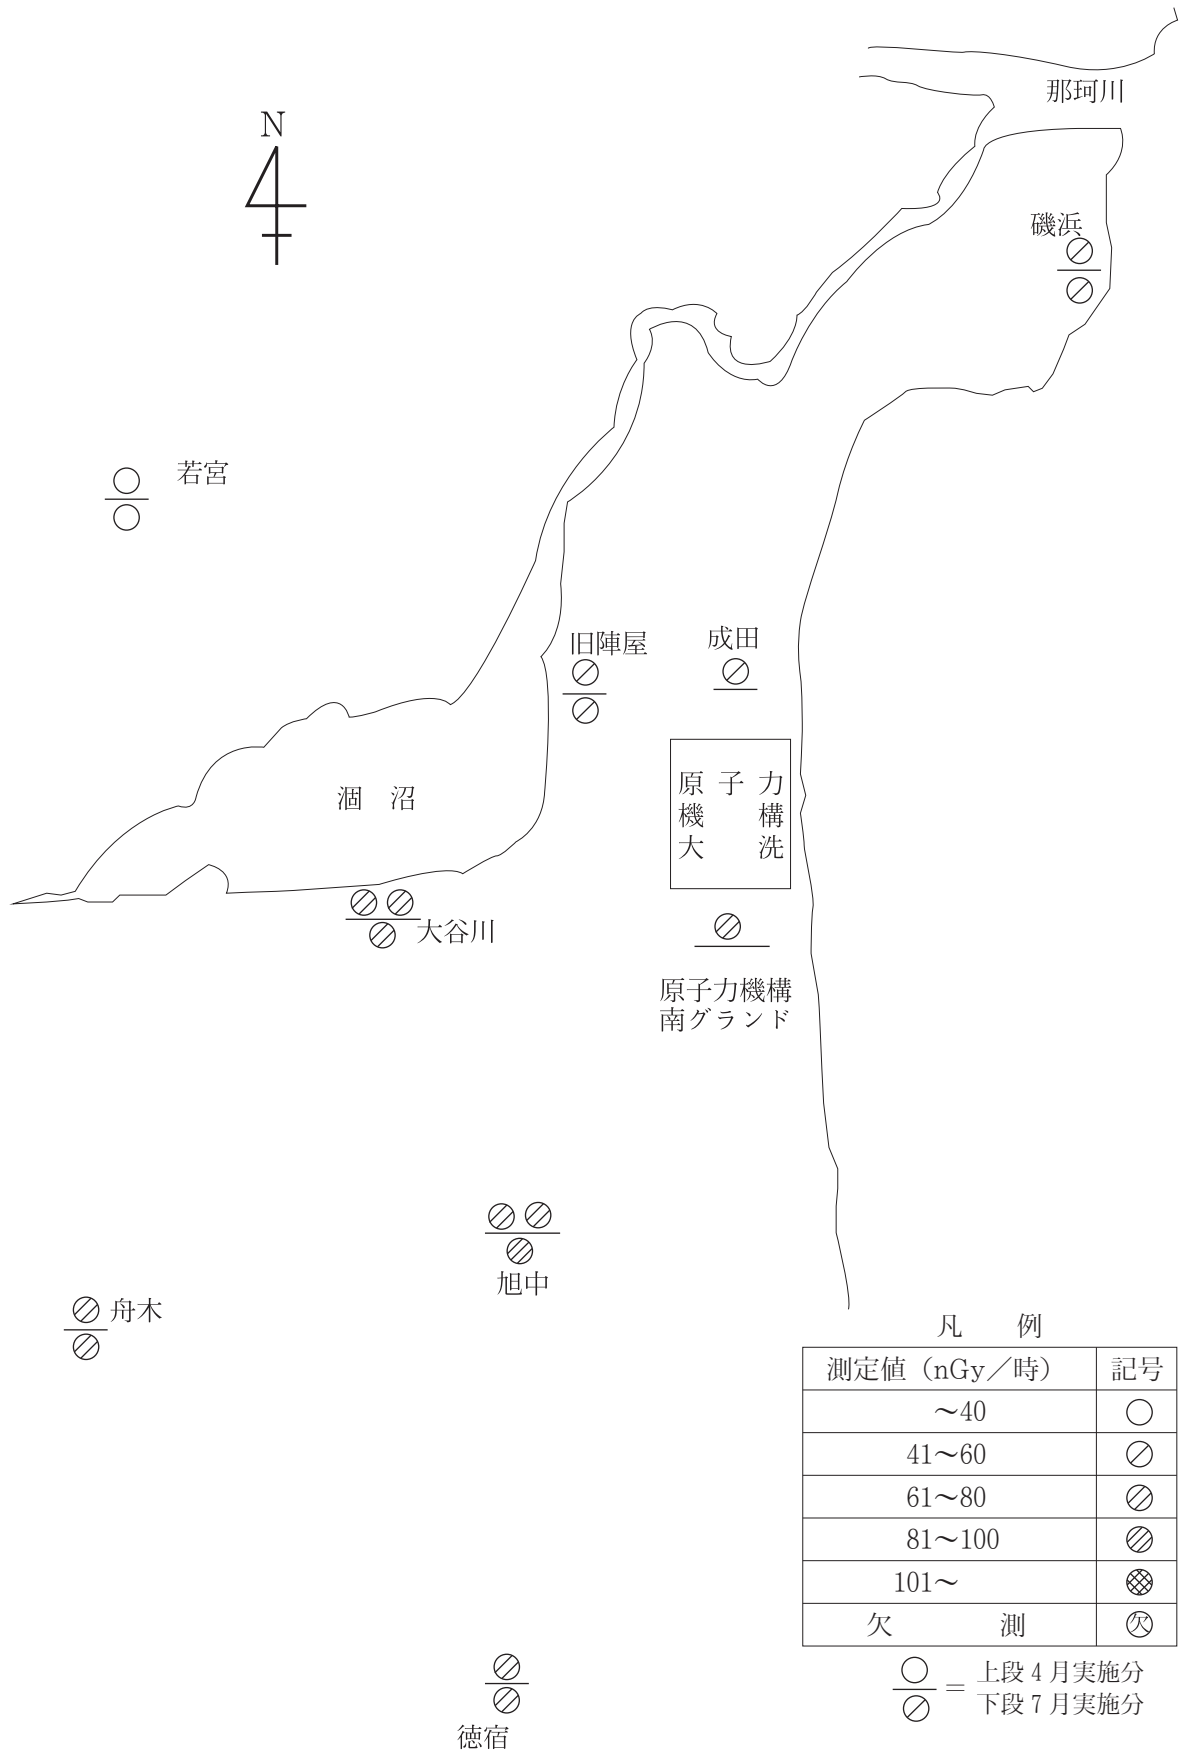 那珂川
N
磯浜
若宮
旧陣屋
成田
原子力
機構
大洗
涸沼
大谷川
原子力機構
南グランド
旭中
舟木
凡例
測定値（nGy／時） 記号
～40
41～60
61～80
81～100
101～
欠測 欠
＝ 上段4月実施分
下段7月実施分
徳宿